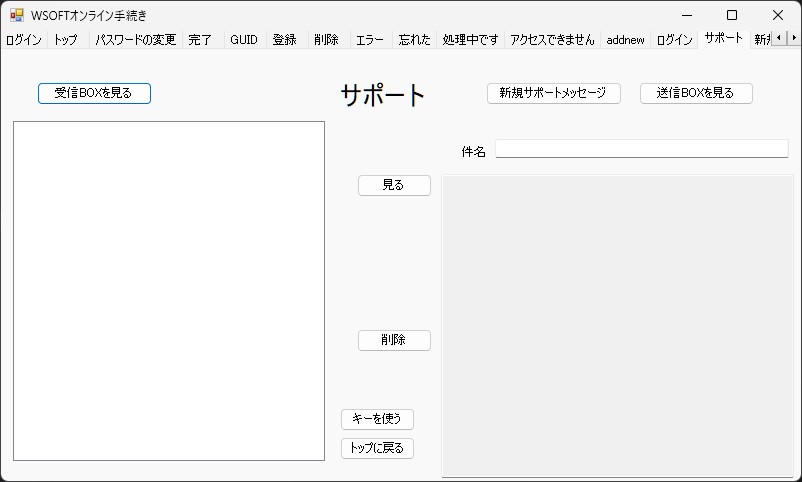 WSOFTオンライン手続き
ログイン トップ パスワードの変更 完了 GUID 登録 削除 エラー 忘れた 処理中です アクセスできません addnew ログイン サポート 新規
受信BOXを見る サポート 新規サポートメッセージ 送信BOXを見る
件名
見る
削除
キーを使う
トップに戻る